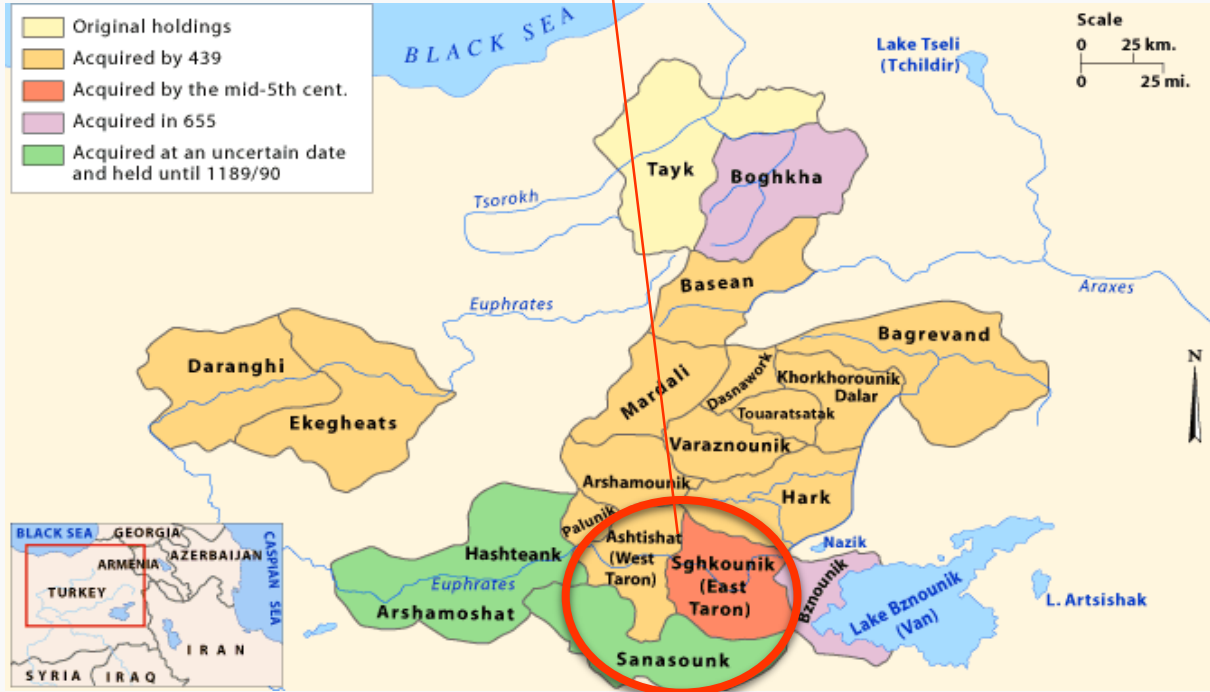 Original holdings
Acquired by 439
Acquired by the mid-5th cent.
Acquired in 655
Acquired at an uncertain date
and held until 1189/90
BLACK SEA
Lake Tseli
(Tchildir)
Scale
0 25 km.
0 25 mi.
Tayk
Boghkha
Tsorokh
Basean
Araxes
Euphrates
Bagrevand
Daranghi
Ekegheats
Mardali
Dasnawork
Khorkhorounik
Dalar
Touaratsatak
Varaznounik
N
Arshamounik
Hark
Palunik
Ashtishat
(West
Taron)
Hashteank
Sghkounik
(East
Taron)
Nazik
Bznounik
Euphrates
Arshamoshat
Lake Bznounik
(Van)
L. Artsishak
Sanasounk
BLACK SEA
GEORGIA
ARMENIA
AZERBAIJAN
CASPIAN SEA
TURKEY
IRAN
SYRIA
IRAQ